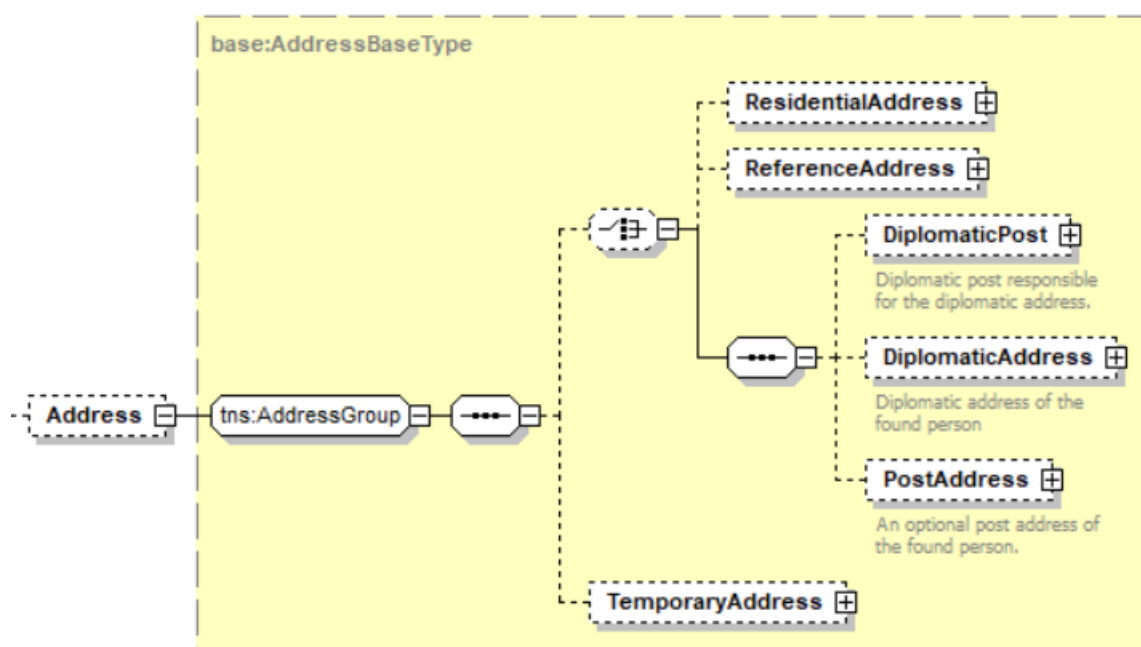 base:AddressBaseType
ResidentialAddress
ReferenceAddress
DiplomaticPost
Diplomatic post responsible
for the diplomatic address.
DiplomaticAddress
Diplomatic address of the
found person
Address
tns:AddressGroup
PostAddress
An optional post address of
the found person.
TemporaryAddress